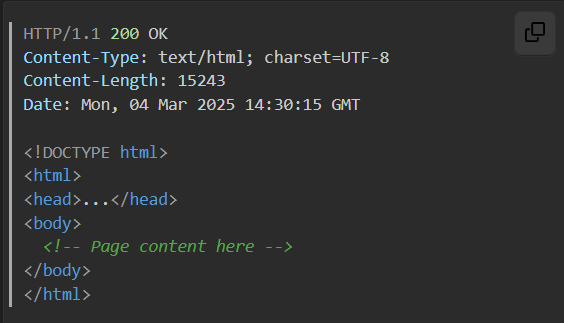 HTTP/1.1 200 OK
Content-Type: text/html; charset=UTF-8
Content-Length: 15243
Date: Mon, 04 Mar 2025 14:30:15 GMT

<!DOCTYPE html>
<html>
<head>...</head>
<body>
  <!-- Page content here -->
</body>
</html>